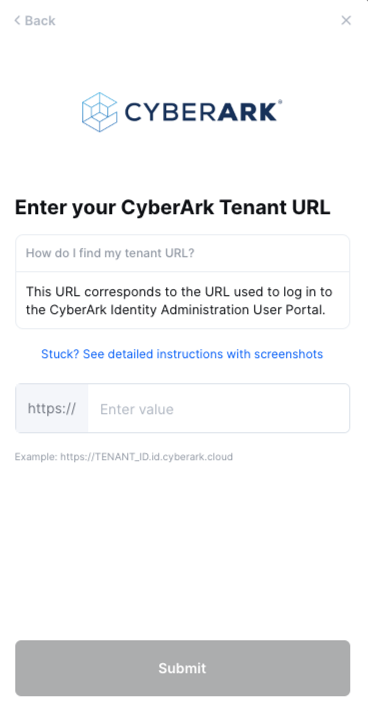 Back
CYBERARK®
Enter your CyberArk Tenant URL
How do I find my tenant URL?
This URL corresponds to the URL used to log in to
the CyberArk Identity Administration User Portal.
Stuck? See detailed instructions with screenshots
https:// Enter value
Example: https://TENANT_ID.id.cyberark.cloud
Submit